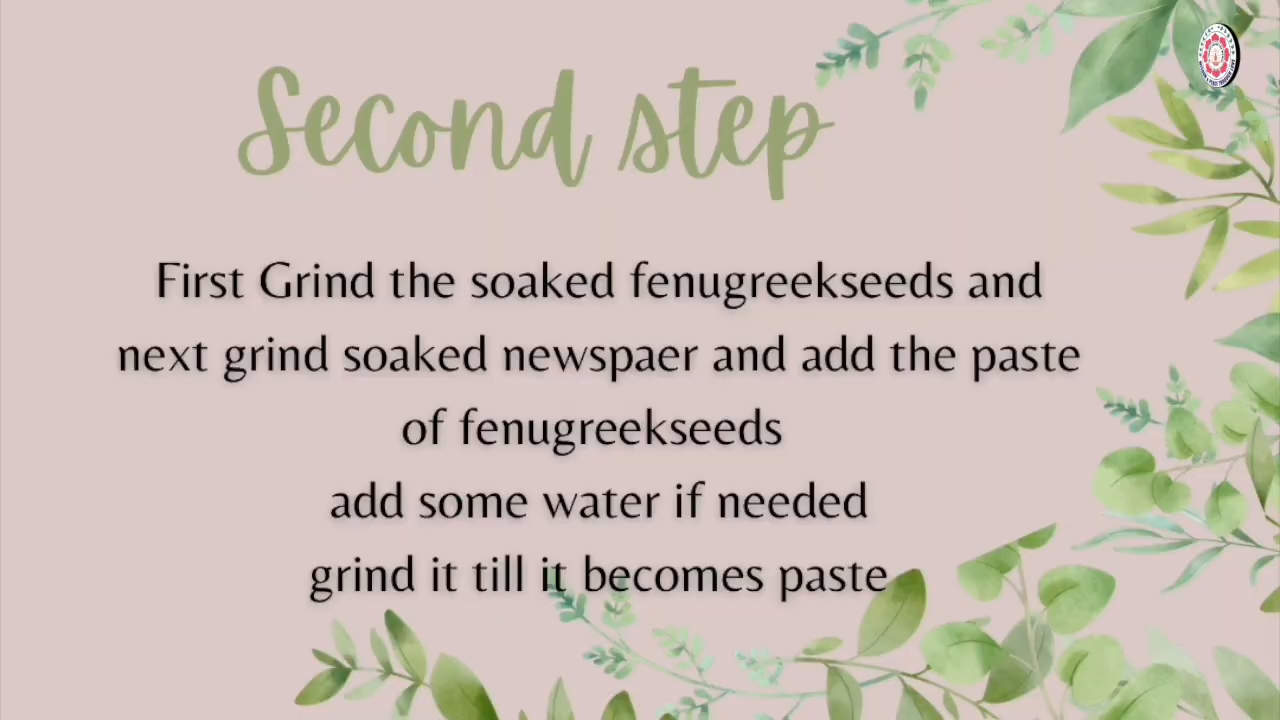 Second step
First Grind the soaked fenugreekseeds and
next grind soaked newspaer and add the paste
of fenugreekseeds
add some water if needed
grind it till it becomes paste